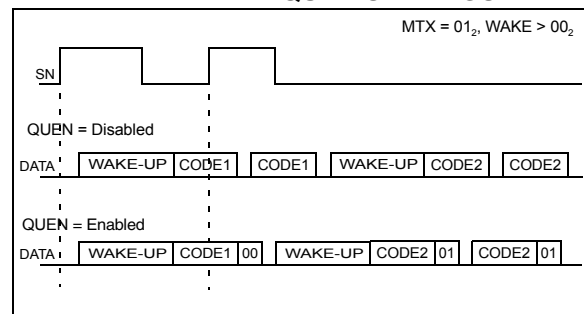 MTX = 01₂, WAKE > 00₂
SN
QUEN = Disabled
DATA WAKE-UP CODE1 CODE1 WAKE-UP CODE2 CODE2
QUEN = Enabled
DATA WAKE-UP CODE1 00 WAKE-UP CODE2 01 CODE2 01